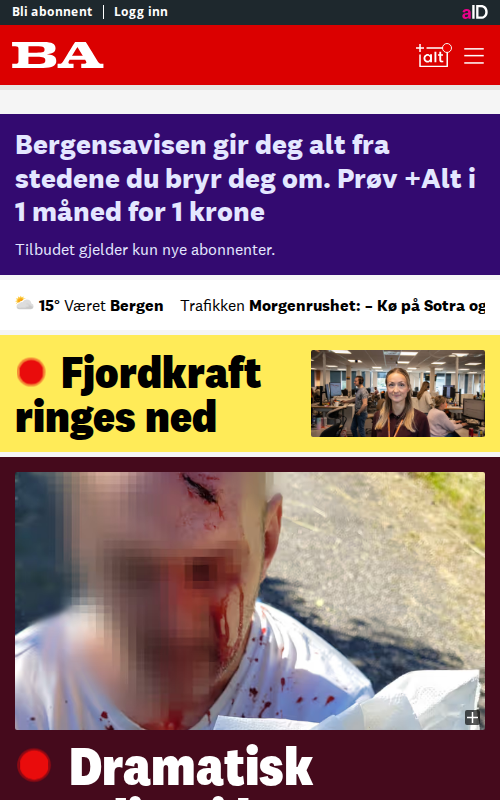 Bli abonnent | Logg inn
aID
BA
+alt
Bergensavisen gir deg alt fra
stedene du bryr deg om. Prøv +Alt i
1 måned for 1 krone
Tilbudet gjelder kun nye abonnenter.
15° Været Bergen Trafikken Morgenrushet: – Kø på Sotra og
Fjordkraft
ringes ned
Dramatisk